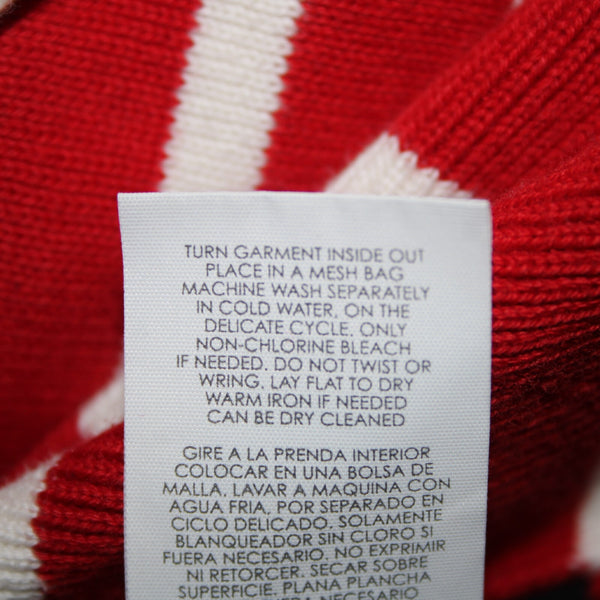 TURN GARMENT INSIDE OUT
PLACE IN A MESH BAG
MACHINE WASH SEPARATELY
IN COLD WATER, ON THE
DELICATE CYCLE, ONLY
NON-CHLORINE BLEACH
IF NEEDED. DO NOT TWIST OR
WRING, LAY FLAT TO DRY
WARM IRON IF NEEDED
CAN BE DRY CLEANED
GIRE A LA PRENDA INTERIOR
COLOCAR EN UNA BOLSA DE
MALLA, LAVAR A MAQUINA CON
AGUA FRIA, POR SEPARADO EN
CICLO DELICADO. SOLAMENTE
BLANQUEADOR SIN CLORO SI
FUERA NECESARIO. NO EXPRIMIR
NI RETORCER. SECAR SOBRE
SUPERFICIE. PLANA PLANCHA
NECESARIO